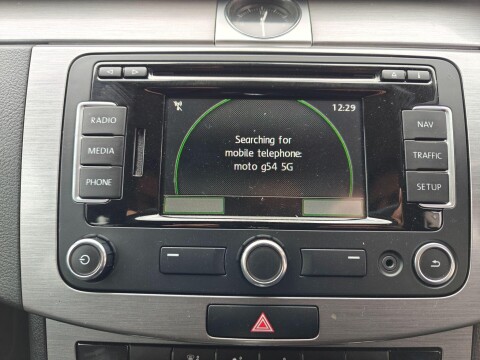 RADIO
MEDIA
PHONE
12:29
Searching for
mobile telephone:
moto g54 5G
NAV
TRAFFIC
SETUP